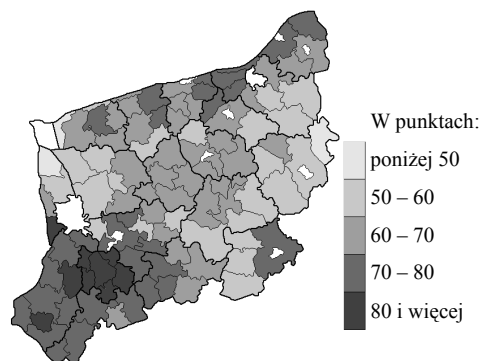 W punktach:
poniżej 50
50 – 60
60 – 70
70 – 80
80 i więcej